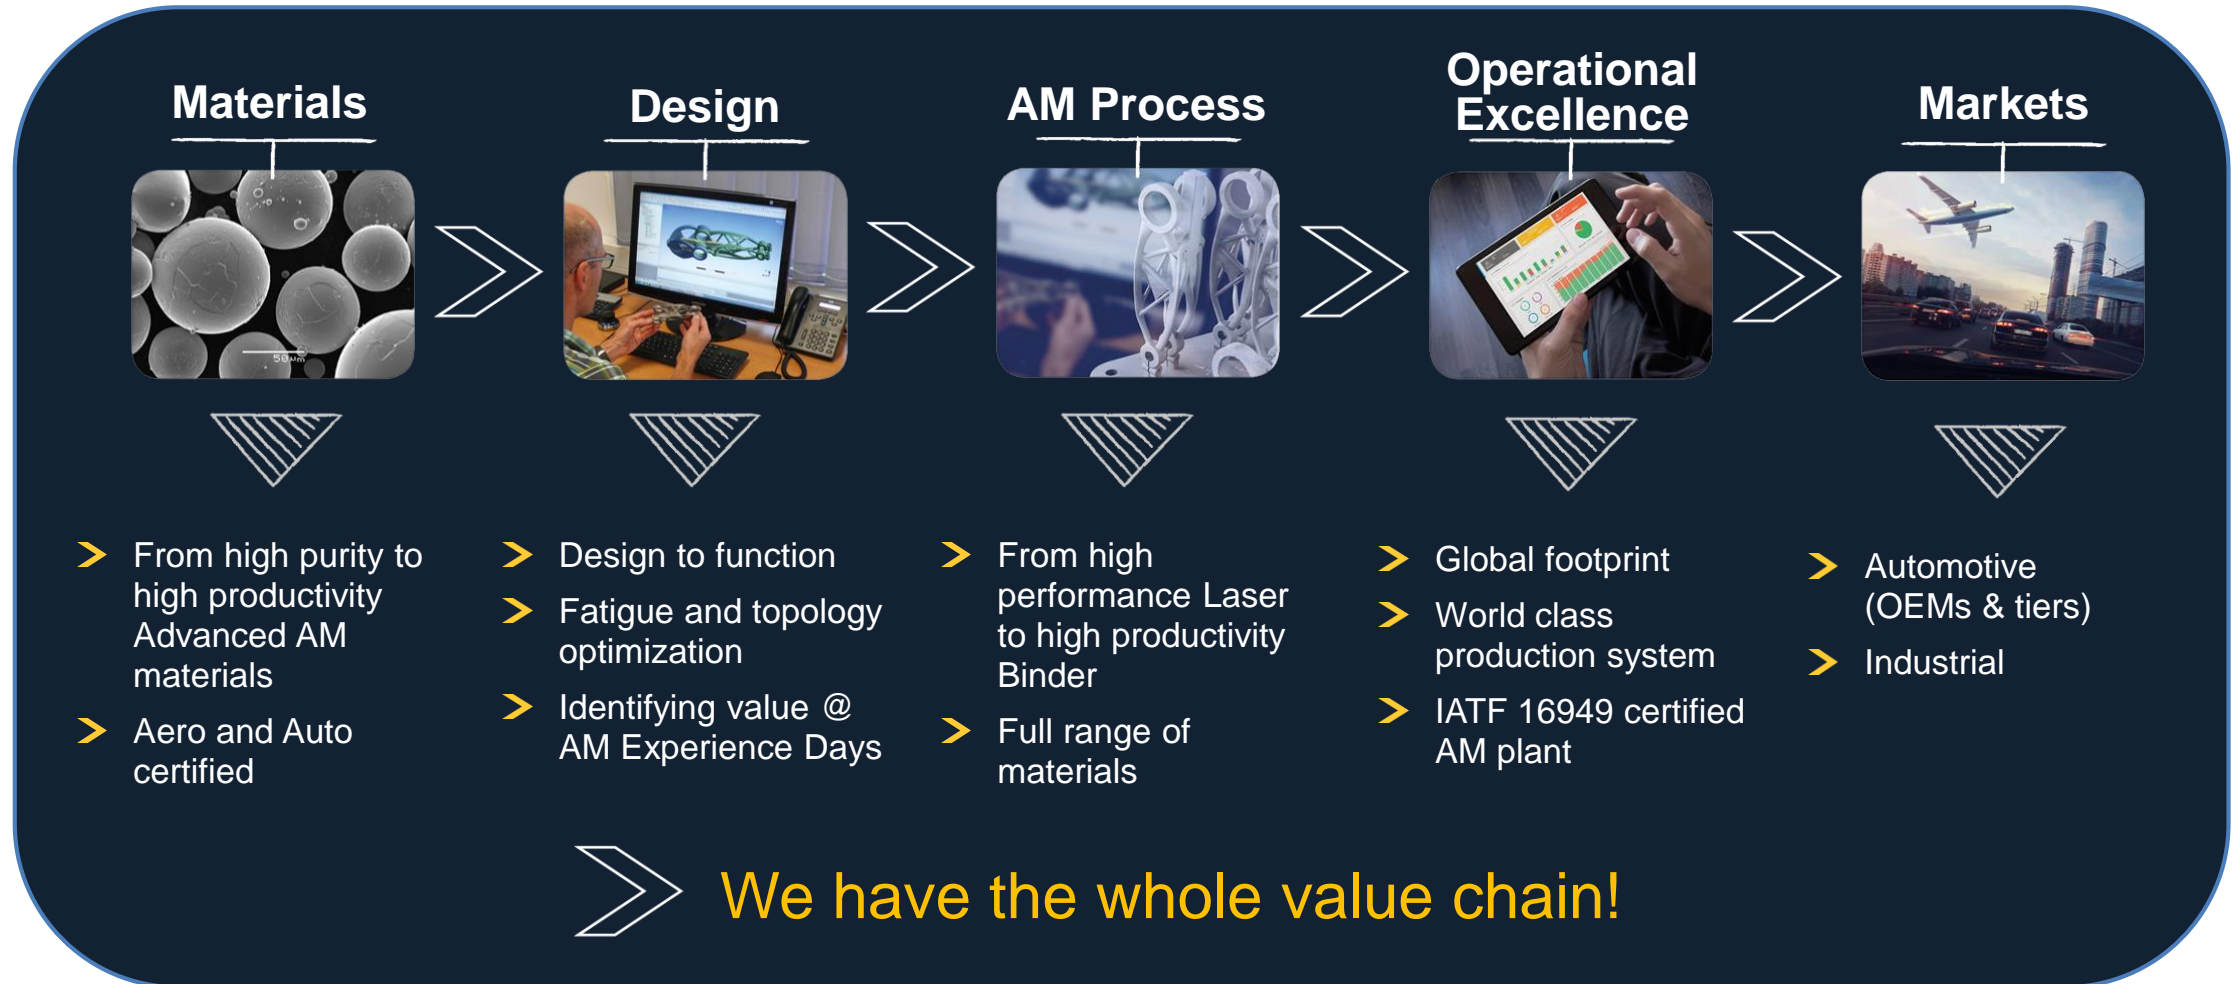 Materials
From high purity to
high productivity
Advanced AM
materials
Aero and Auto
certified
Design
Design to function
Fatigue and topology
optimization
Identifying value @
AM Experience Days
AM Process
From high
performance Laser
to high productivity
Binder
Full range of
materials
Operational
Excellence
Global footprint
World class
production system
IATF 16949 certified
AM plant
Markets
Automotive
(OEMs & tiers)
Industrial
50µm
We have the whole value chain!